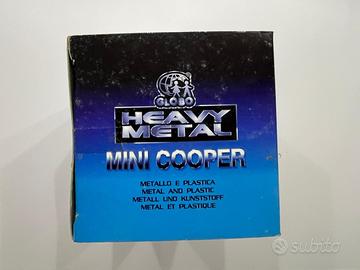 GLOBO
HEAVY
METAL
MINI COOPER
METALLO E PLASTICA
METAL AND PLASTIC
METALL UND KUNSTSTOFF
METAL ET PLASTIQUE
subito